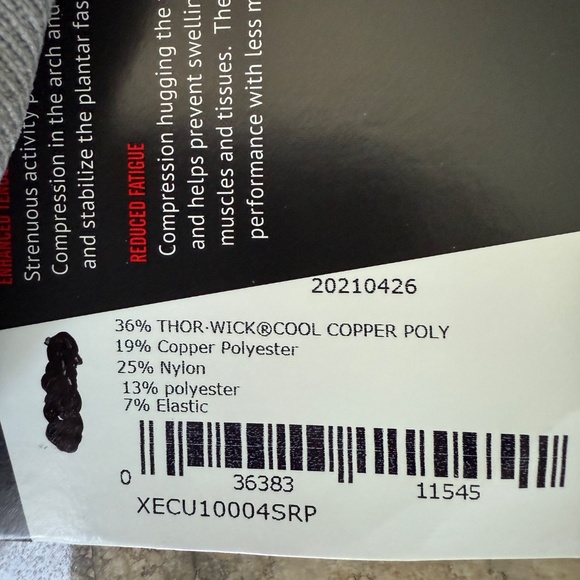 ENHANCED
Strenuous activity
Compression in the arch and
and stabilize the plantar
REDUCED FATIGUE
Compression hugging the
and helps prevent
muscles and tissues. The
performance with less
20210426
36% THOR·WICK®COOL COPPER POLY
19% Copper Polyester
25% Nylon
13% polyester
7% Elastic
0 36383 11545
XECU10004SRP